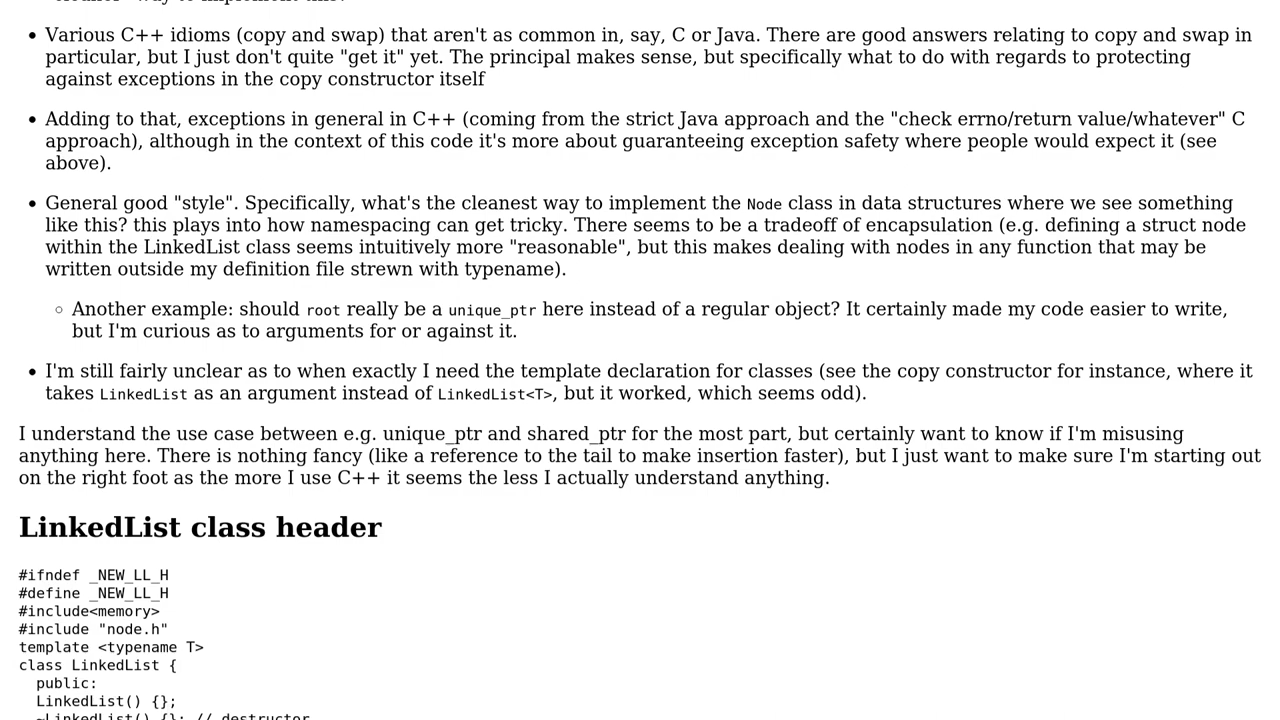 "cleaner" way to implement this?
Various C++ idioms (copy and swap) that aren't as common in, say, C or Java. There are good answers relating to copy and swap in
particular, but I just don't quite "get it" yet. The principal makes sense, but specifically what to do with regards to protecting
against exceptions in the copy constructor itself
Adding to that, exceptions in general in C++ (coming from the strict Java approach and the "check errno/return value/whatever" C
approach), although in the context of this code it's more about guaranteeing exception safety where people would expect it (see
above).
General good "style". Specifically, what's the cleanest way to implement the Node class in data structures where we see something
like this? this plays into how namespacing can get tricky. There seems to be a tradeoff of encapsulation (e.g. defining a struct node
within the LinkedList class seems intuitively more "reasonable", but this makes dealing with nodes in any function that may be
written outside my definition file strewn with typename).
Another example: should root really be a unique_ptr here instead of a regular object? It certainly made my code easier to write,
but I'm curious as to arguments for or against it.
I'm still fairly unclear as to when exactly I need the template declaration for classes (see the copy constructor for instance, where it
takes LinkedList as an argument instead of LinkedList<T>, but it worked, which seems odd).
I understand the use case between e.g. unique_ptr and shared_ptr for the most part, but certainly want to know if I'm misusing
anything here. There is nothing fancy (like a reference to the tail to make insertion faster), but I just want to make sure I'm starting out
on the right foot as the more I use C++ it seems the less I actually understand anything.
LinkedList class header
#ifndef _NEW_LL_H
#define _NEW_LL_H
#include<memory>
#include "node.h"
template <typename T>
class LinkedList {
public:
LinkedList() {};
~LinkedList() {}; // destructor